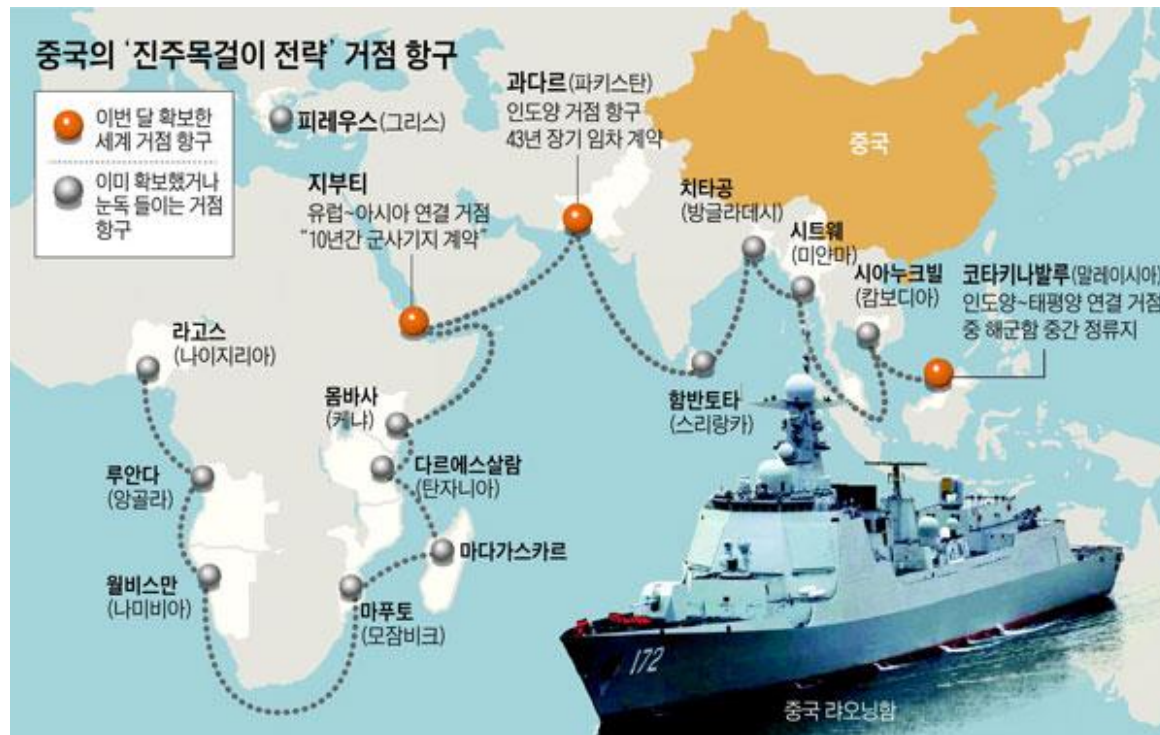 중국의 ‘진주목걸이 전략’ 거점 항구
이번 달 확보한
세계 거점 항구
이미 확보했거나
눈독 들이는 거점
항구
피레우스(그리스)
과다르(파키스탄)
인도양 거점 항구
43년 장기 임차 계약
중국
지부티
유럽~아시아 연결 거점
“10년간 군사기지 계약”
치타공
(방글라데시)
시트웨
(미얀마)
시아누크빌
(캄보디아)
코타키나발루(말레이시아)
인도양~태평양 연결 거점
중 해군함 중간 정류지
라고스
(나이지리아)
몸바사
(케냐)
함반토타
(스리랑카)
루안다
(앙골라)
다르에스살람
(탄자니아)
마다가스카르
월비스만
(나미비아)
마푸토
(모잠비크)
172
중국 랴오닝함